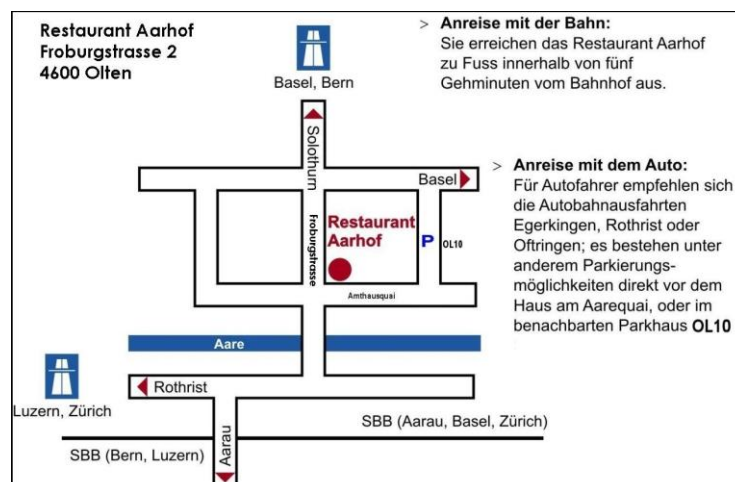 Restaurant Aarhof
Froburgstrasse 2
4600 Olten
Basel, Bern
> Anreise mit der Bahn:
Sie erreichen das Restaurant Aarhof
zu Fuss innerhalb von fünf
Gehminuten vom Bahnhof aus.
Solothurn
Basel
> Anreise mit dem Auto:
Für Autofahrer empfehlen sich
die Autobahnausfahrten
Egerkingen, Rothrist oder
Oftringen; es bestehen unter
anderem Parkierungs-
möglichkeiten direkt vor dem
Haus am Aarequai, oder im
benachbarten Parkhaus OL10
Froburgstrasse
Restaurant
Aarhof
P OL10
Amthausquai
Aare
Luzern, Zürich
Rothrist
SBB (Aarau, Basel, Zürich)
SBB (Bern, Luzern)
Aarau